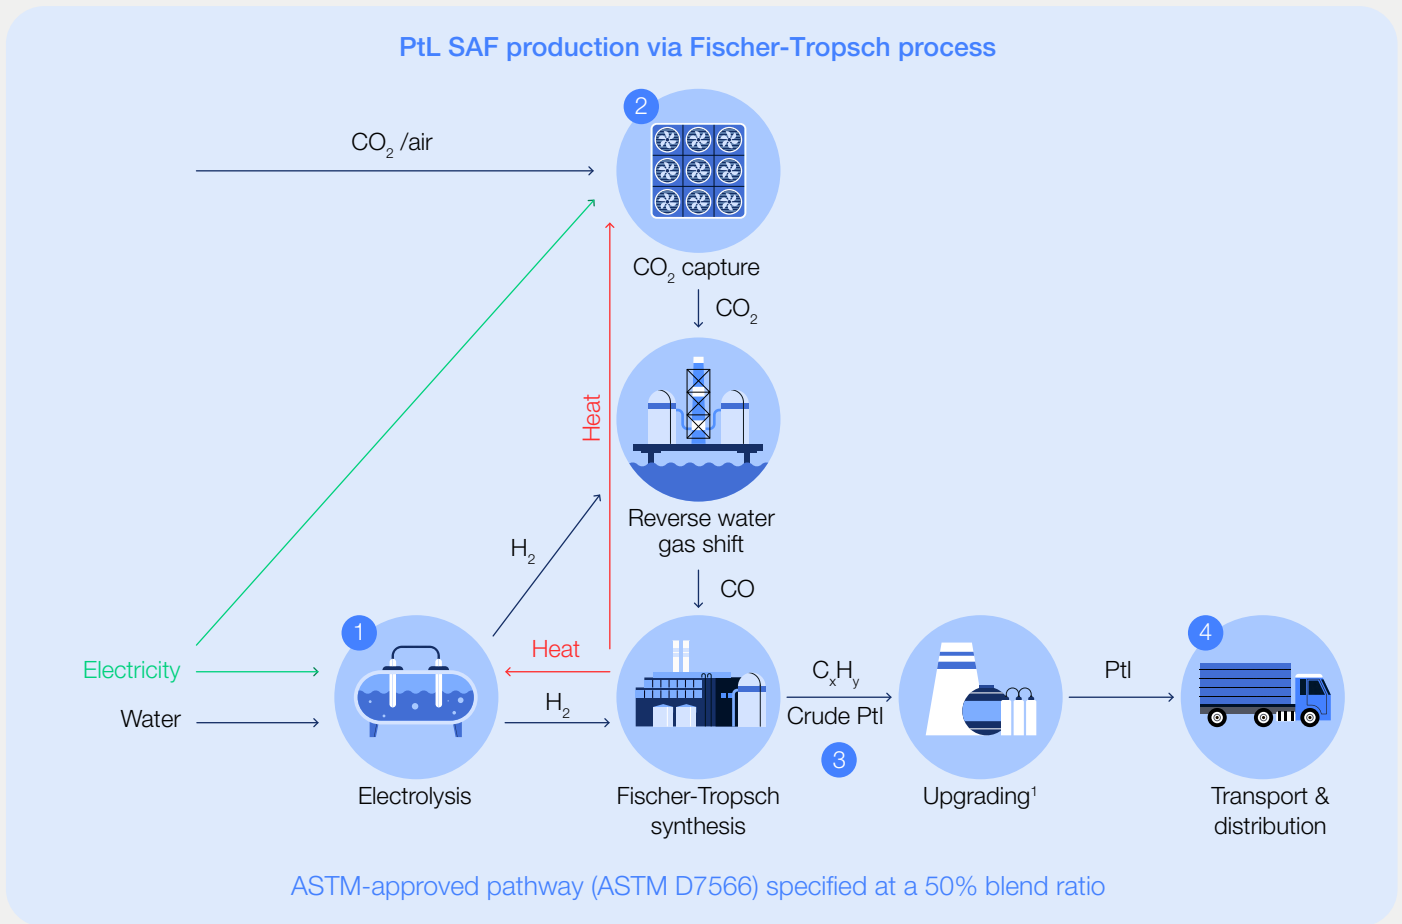 PtL SAF production via Fischer-Tropsch process
2
CO₂ /air
CO₂ capture
CO₂
Heat
Reverse water
gas shift
H₂
CO
1
Heat
4
Electricity
CₓHᵧ
Ptl
H₂
Water
Crude Ptl
3
Electrolysis
Fischer-Tropsch
synthesis
Upgrading¹
Transport &
distribution
ASTM-approved pathway (ASTM D7566) specified at a 50% blend ratio